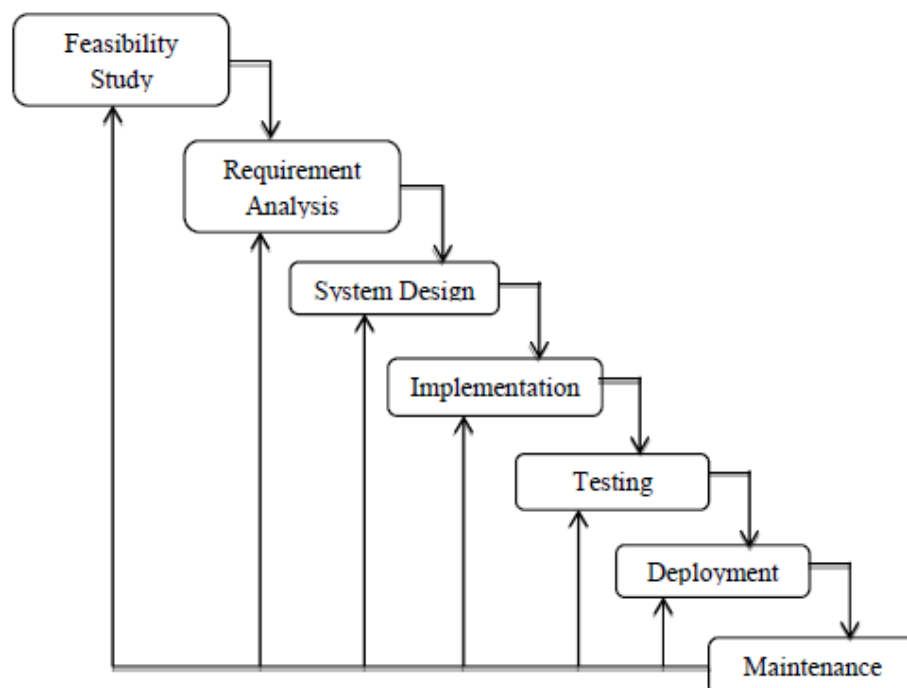 Feasibility
Study
Requirement
Analysis
System Design
Implementation
Testing
Deployment
Maintenance